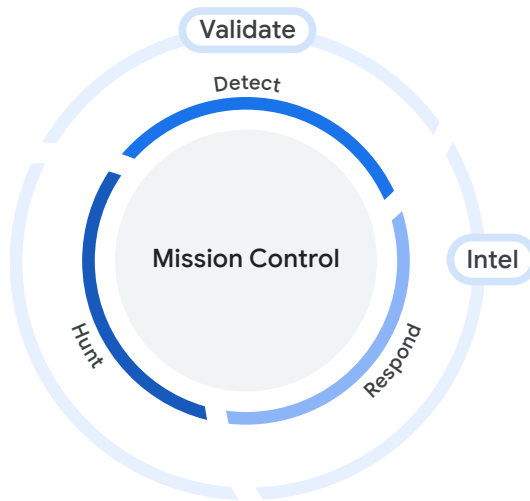 Validate
Detect
Mission Control
Intel
Hunt
Respond